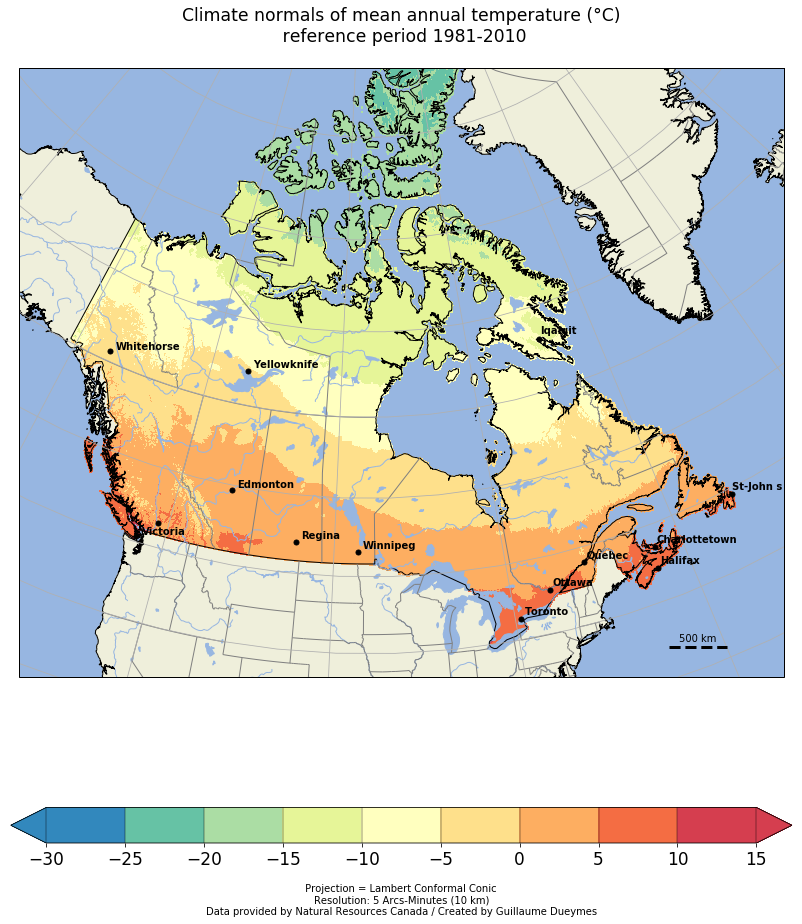 Climate normals of mean annual temperature (°C)
reference period 1981-2010
Iqaluit
Whitehorse
Yellowknife
Edmonton
St-John s
Victoria
Regina
Winnipeg
Charlottetown
Québec
Halifax
Ottawa
Toronto
500 km
−30 −25 −20 −15 −10 −5 0 5 10 15
Projection = Lambert Conformal Conic
Resolution: 5 Arcs-Minutes (10 km)
Data provided by Natural Resources Canada / Created by Guillaume Dueymes